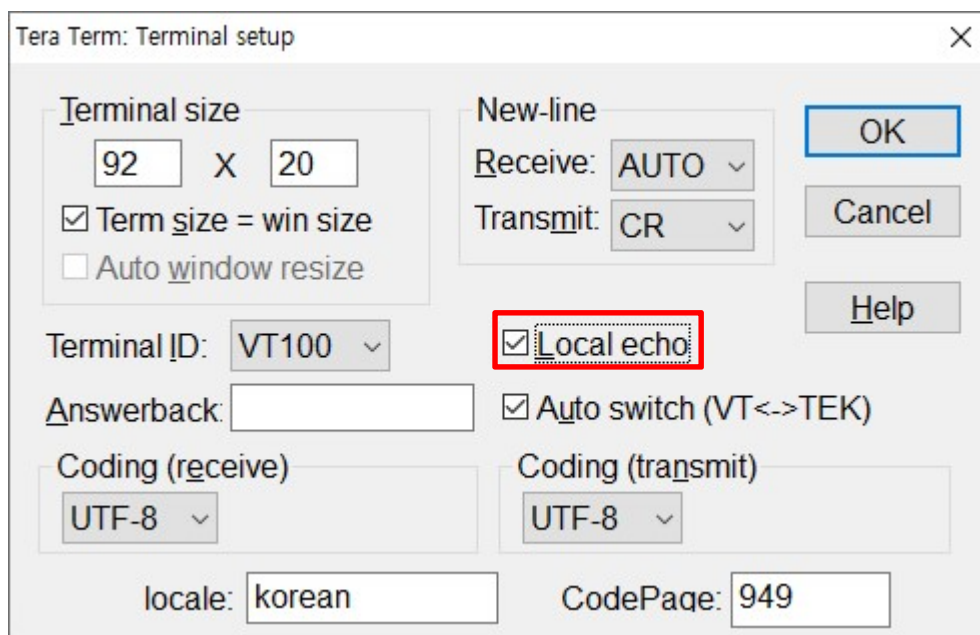 Tera Term: Terminal setup
Terminal size
92 X 20
Term size = win size
Auto window resize
New-line
Receive: AUTO
Transmit: CR
OK
Cancel
Help
Terminal ID: VT100
Local echo
Answerback:
Auto switch (VT<->TEK)
Coding (receive)
UTF-8
Coding (transmit)
UTF-8
locale: korean
CodePage: 949